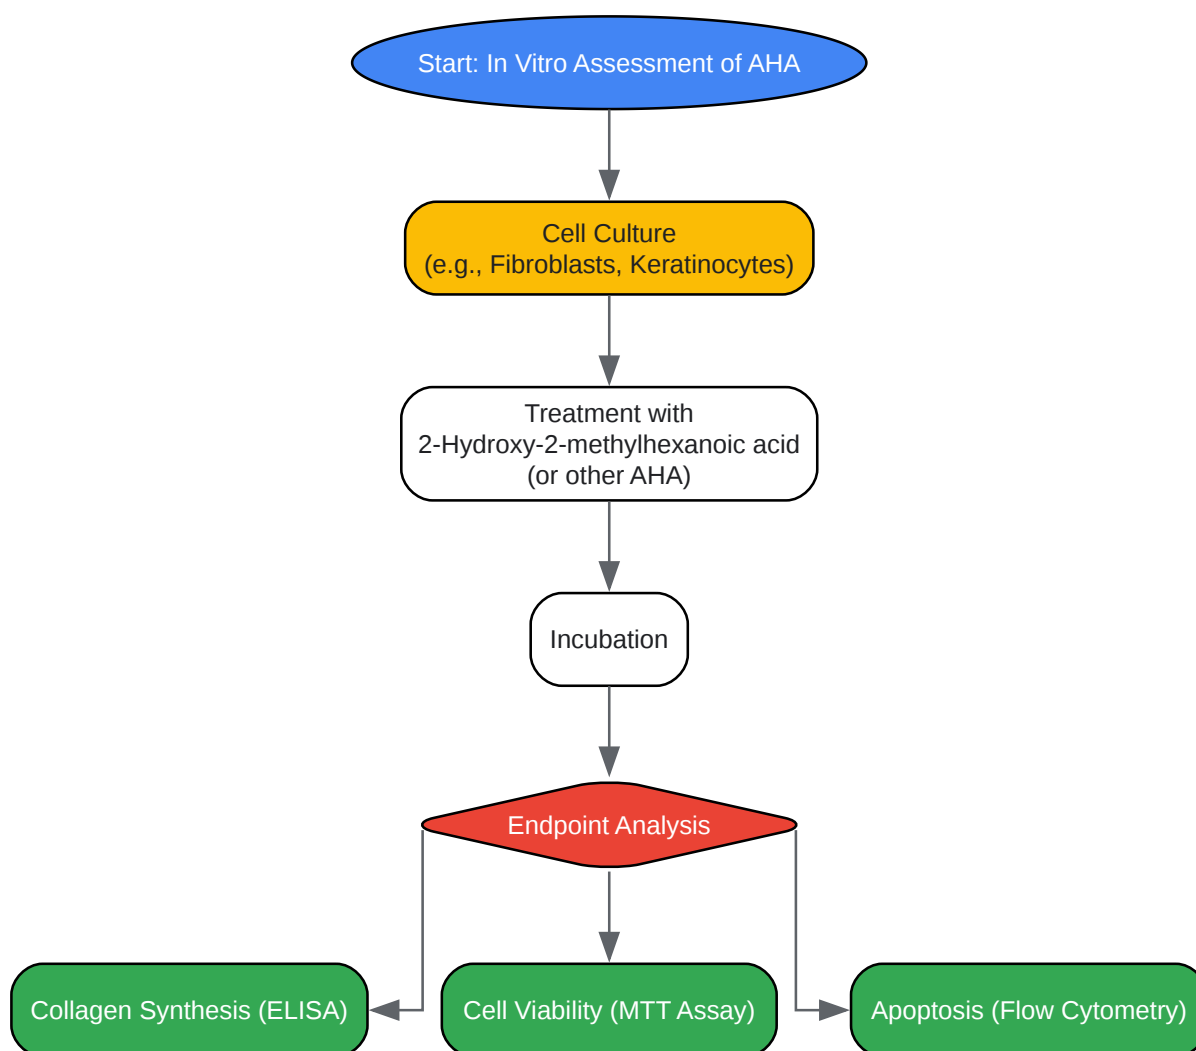 Start: In Vitro Assessment of AHA
Cell Culture
(e.g., Fibroblasts, Keratinocytes)
Treatment with
2-Hydroxy-2-methylhexanoic acid
(or other AHA)
Incubation
Endpoint Analysis
Collagen Synthesis (ELISA)
Cell Viability (MTT Assay)
Apoptosis (Flow Cytometry)